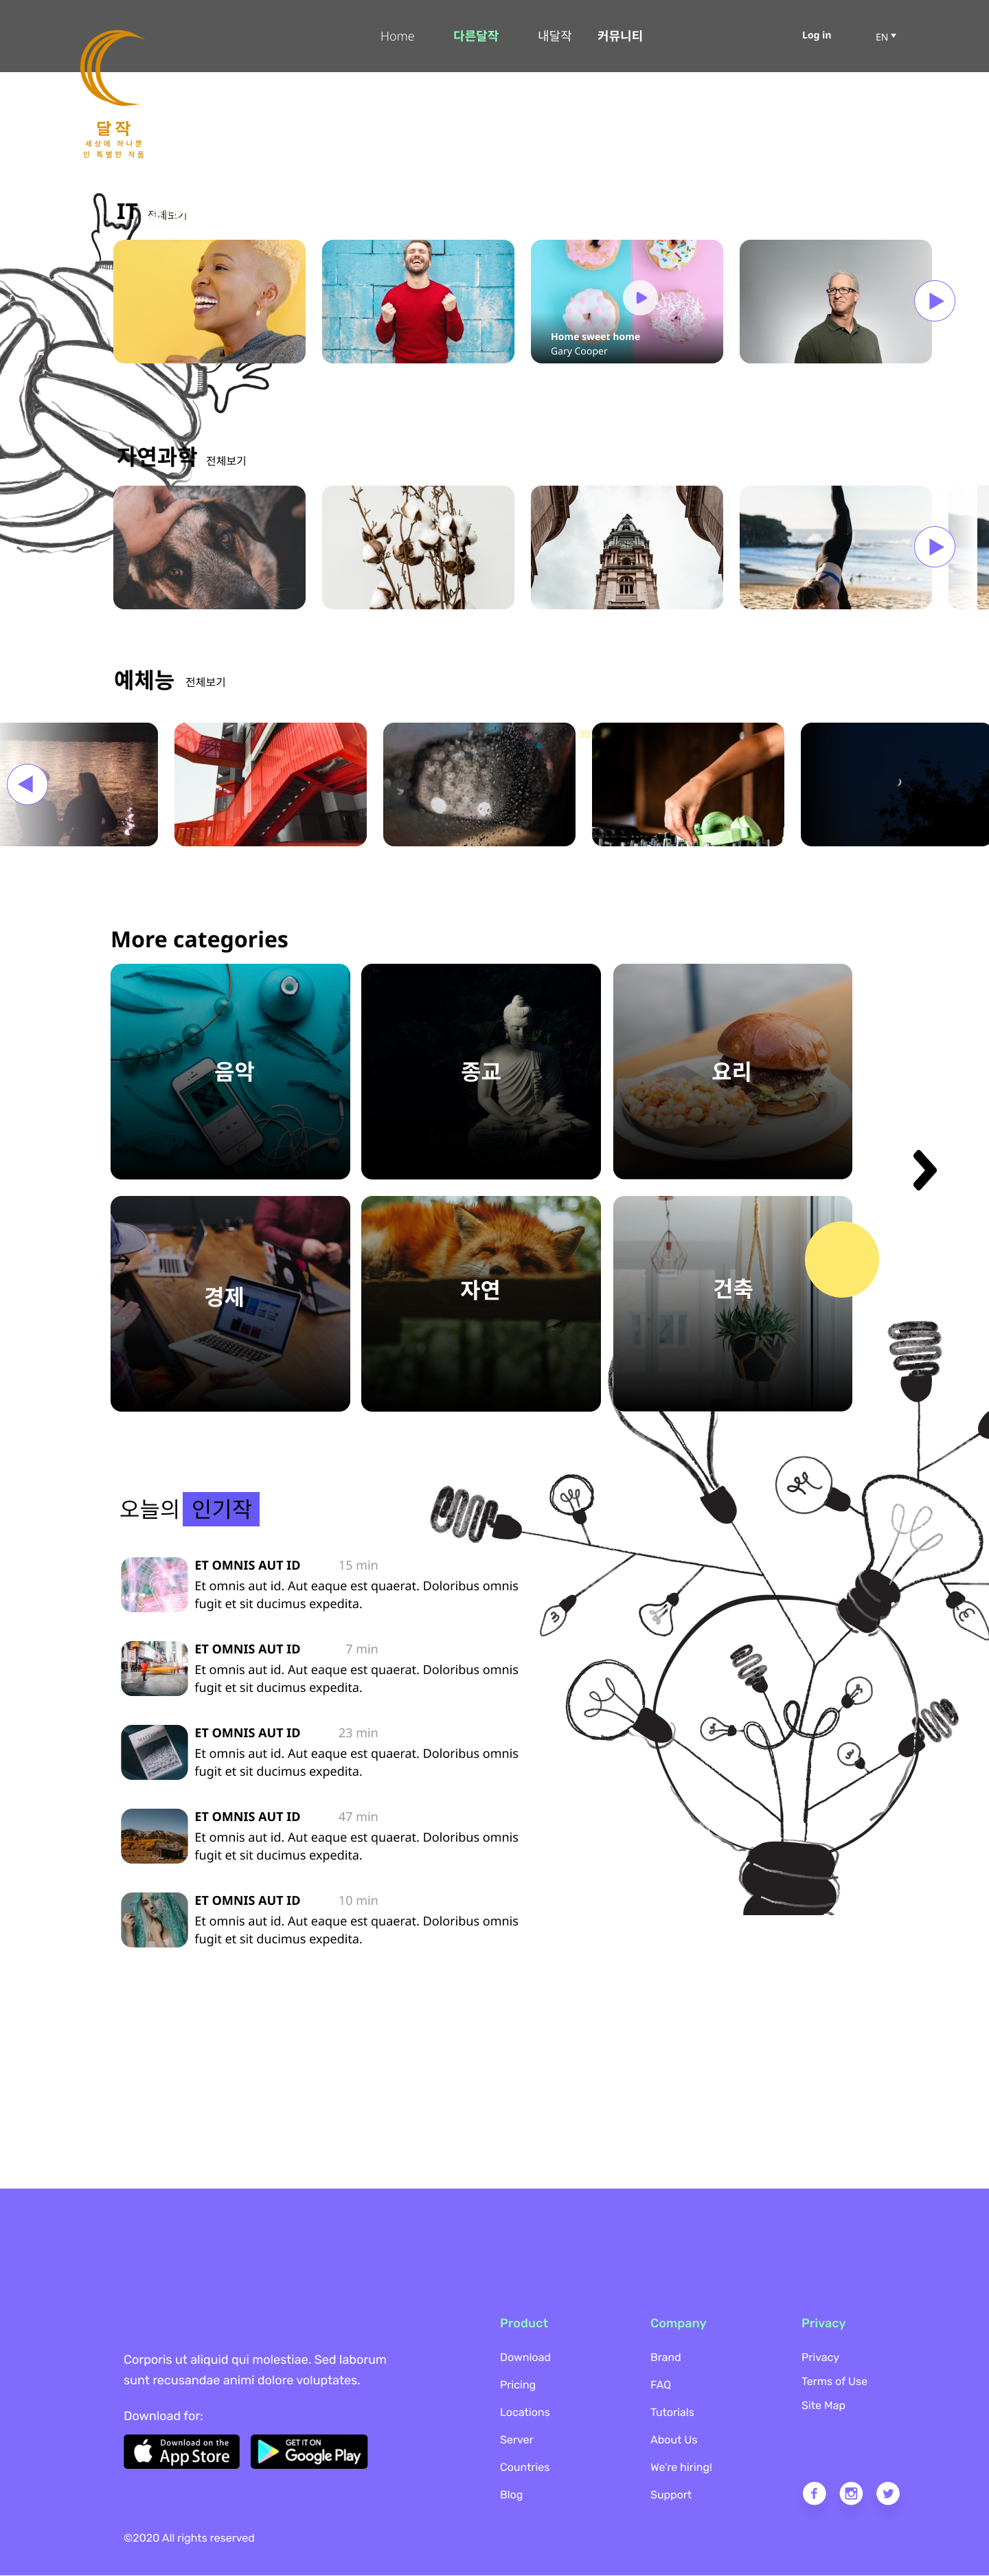 Home 다른달작 내달작 커뮤니티 Log in EN
달작
세상에 하나뿐
인 특별한 작품
IT 전체보기
Home sweet home
Gary Cooper
자연과학 전체보기
예체능 전체보기
30
More categories
음악 종교 요리
경제 자연 건축
오늘의 인기작
ET OMNIS AUT ID 15 min
Et omnis aut id. Aut eaque est quaerat. Doloribus omnis
fugit et sit ducimus expedita.
ET OMNIS AUT ID 7 min
Et omnis aut id. Aut eaque est quaerat. Doloribus omnis
fugit et sit ducimus expedita.
ET OMNIS AUT ID 23 min
Et omnis aut id. Aut eaque est quaerat. Doloribus omnis
fugit et sit ducimus expedita.
ET OMNIS AUT ID 47 min
Et omnis aut id. Aut eaque est quaerat. Doloribus omnis
fugit et sit ducimus expedita.
ET OMNIS AUT ID 10 min
Et omnis aut id. Aut eaque est quaerat. Doloribus omnis
fugit et sit ducimus expedita.
Corporis ut aliquid qui molestiae. Sed laborum
sunt recusandae animi dolore voluptates.
Download for:
Download on the
App Store
GET IT ON
Google Play
©2020 All rights reserved
Product
Download
Pricing
Locations
Server
Countries
Blog
Company
Brand
FAQ
Tutorials
About Us
We're hiring!
Support
Privacy
Privacy
Terms of Use
Site Map